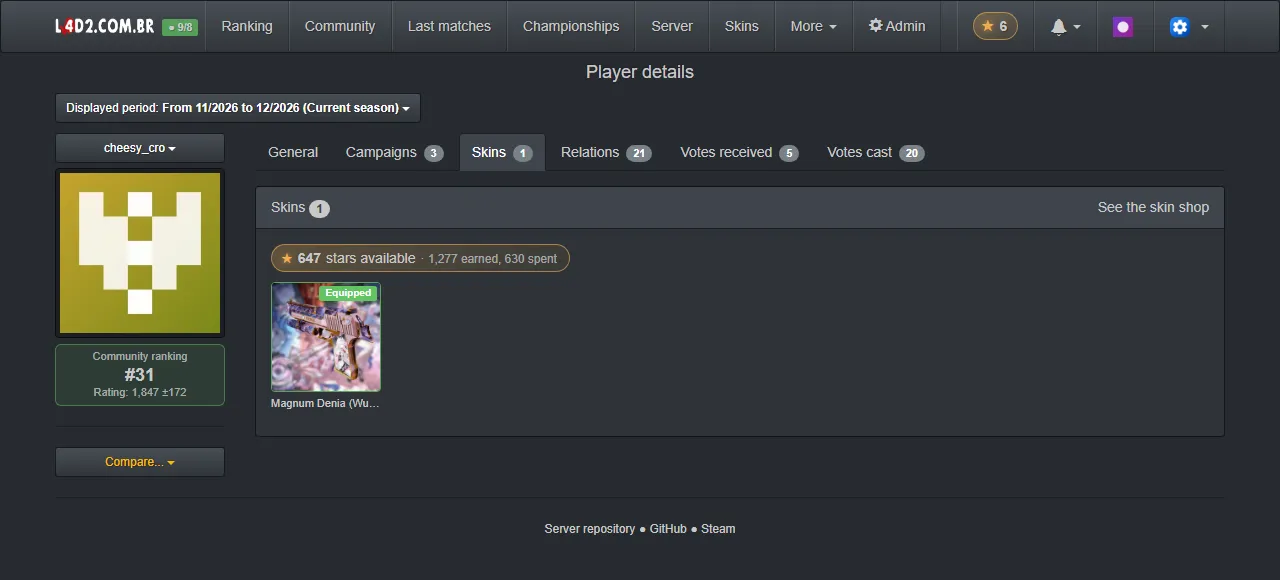 L4D2.COM.BR ● 9/8 Ranking Community Last matches Championships Server Skins More Admin ★ 6
Player details
Displayed period: From 11/2026 to 12/2026 (Current season)
cheesy_cro
General Campaigns 3 Skins 1 Relations 21 Votes received 5 Votes cast 20
Skins 1 See the skin shop
★ 647 stars available · 1,277 earned, 630 spent
Equipped
Magnum Denia (Wu...
Community ranking
#31
Rating: 1,847 ±172
Compare...
Server repository ● GitHub ● Steam